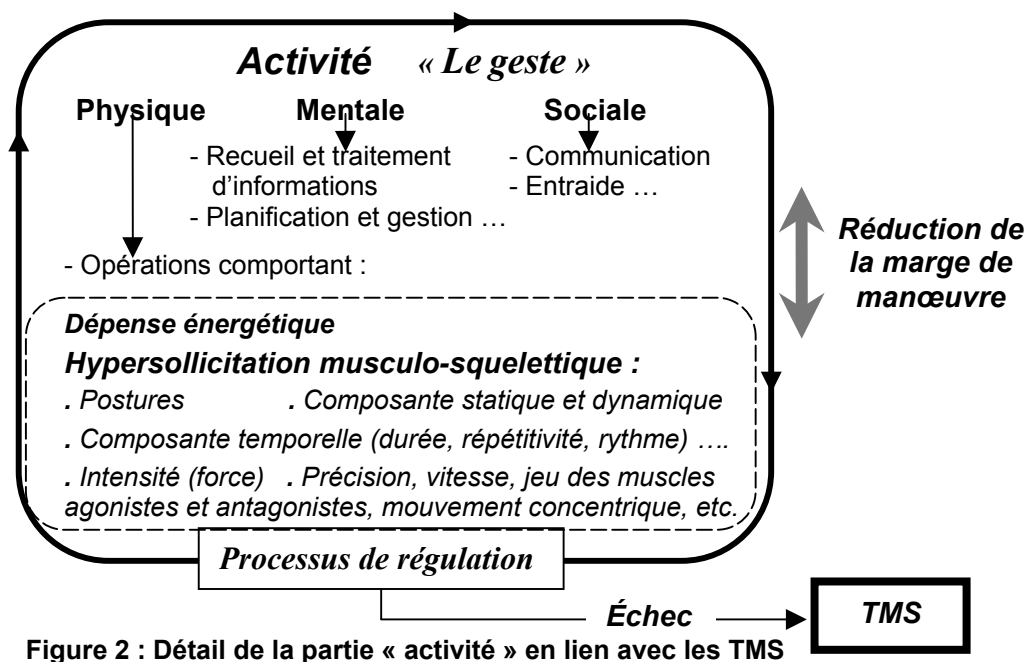 Activité « Le geste »
Physique Mentale Sociale
- Recueil et traitement
d'informations
- Planification et gestion …
- Communication
- Entraide …
- Opérations comportant :
Réduction de
la marge de
manœuvre
Dépense énergétique
Hypersollicitation musculo-squelettique :
. Postures . Composante statique et dynamique
. Composante temporelle (durée, répétitivité, rythme) ….
. Intensité (force) . Précision, vitesse, jeu des muscles
agonistes et antagonistes, mouvement concentrique, etc.
Processus de régulation
Échec
TMS
Figure 2 : Détail de la partie « activité » en lien avec les TMS